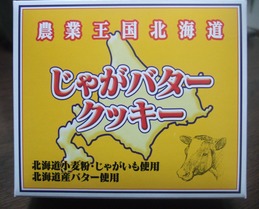 農業王国北海道
じゃがバター
クッキー
北海道小麦粉・じゃがいも使用
北海道産バター使用